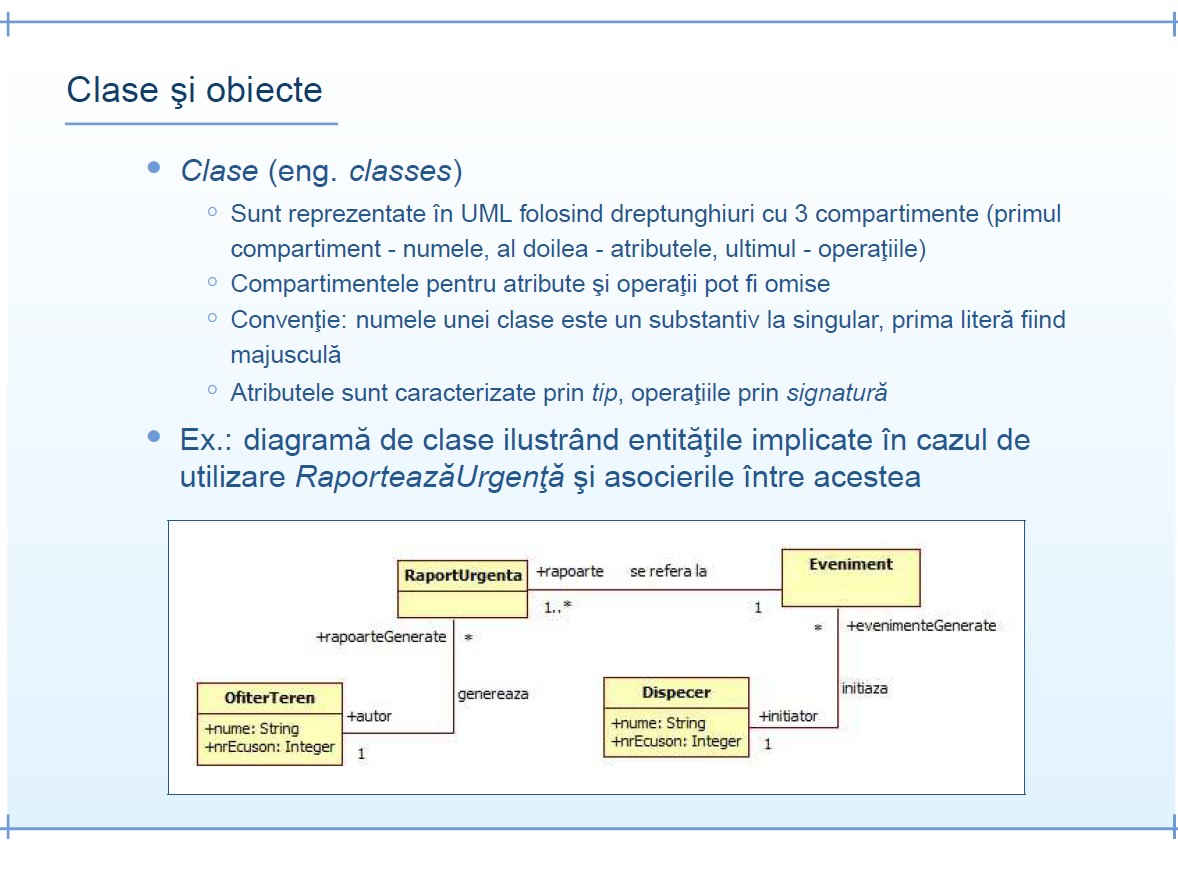 Clase şi obiecte
Clase (eng. classes)
Sunt reprezentate în UML folosind dreptunghiuri cu 3 compartimente (primul
compartiment - numele, al doilea - atributele, ultimul - operaţiile)
Compartimentele pentru atribute şi operaţii pot fi omise
Convenţie: numele unei clase este un substantiv la singular, prima literă fiind
majusculă
Atributele sunt caracterizate prin tip, operaţiile prin signatură
Ex.: diagramă de clase ilustrând entităţile implicate în cazul de
utilizare RaporteazăUrgenţă şi asocierile între acestea
RaportUrgenta
+rapoarte
se refera la
Eveniment
1..*
1
+rapoarteGenerate
*
*
+evenimenteGenerate
genereaza
initiaza
OfiterTeren
+nume: String
+nrEcuson: Integer
+autor
1
Dispecer
+nume: String
+nrEcuson: Integer
+initiator
1